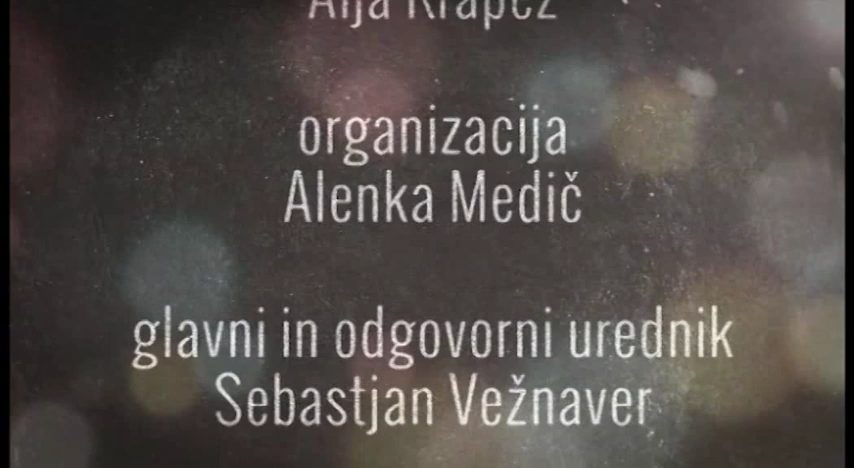 organizacija
Alenka Medič
glavni in odgovorni urednik
Sebastjan Vežnaver